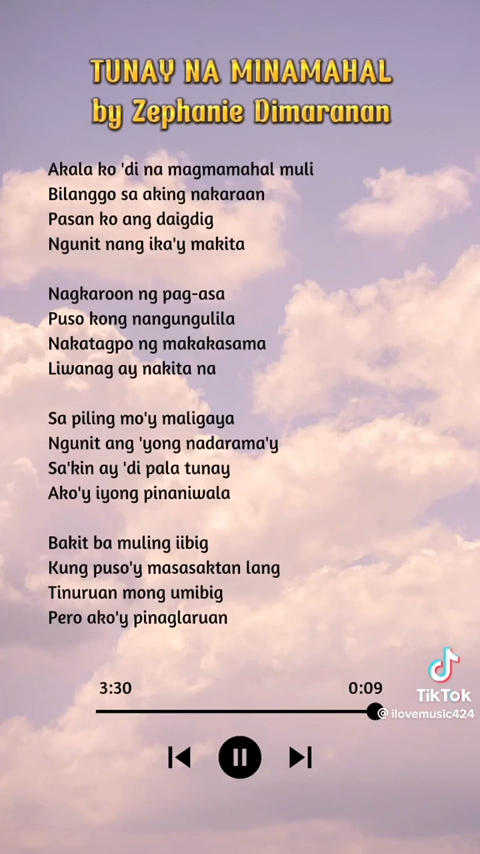 TUNAY NA MINAMAHAL
by Zephanie Dimaranan
Akala ko 'di na magmamahal muli
Bilanggo sa aking nakaraan
Pasan ko ang daigdig
Ngunit nang ika'y makita
Nagkaroon ng pag-asa
Puso kong nangungulila
Nakatagpo ng makakasama
Liwanag ay nakita na
Sa piling mo'y maligaya
Ngunit ang 'yong nadarama'y
Sa'kin ay 'di pala tunay
Ako'y iyong pinaniwala
Bakit ba muling iibig
Kung puso'y masasaktan lang
Tinuruan mong umibig
Pero ako'y pinaglaruan
3:30
0:09
TikTok
@ilovemusic424